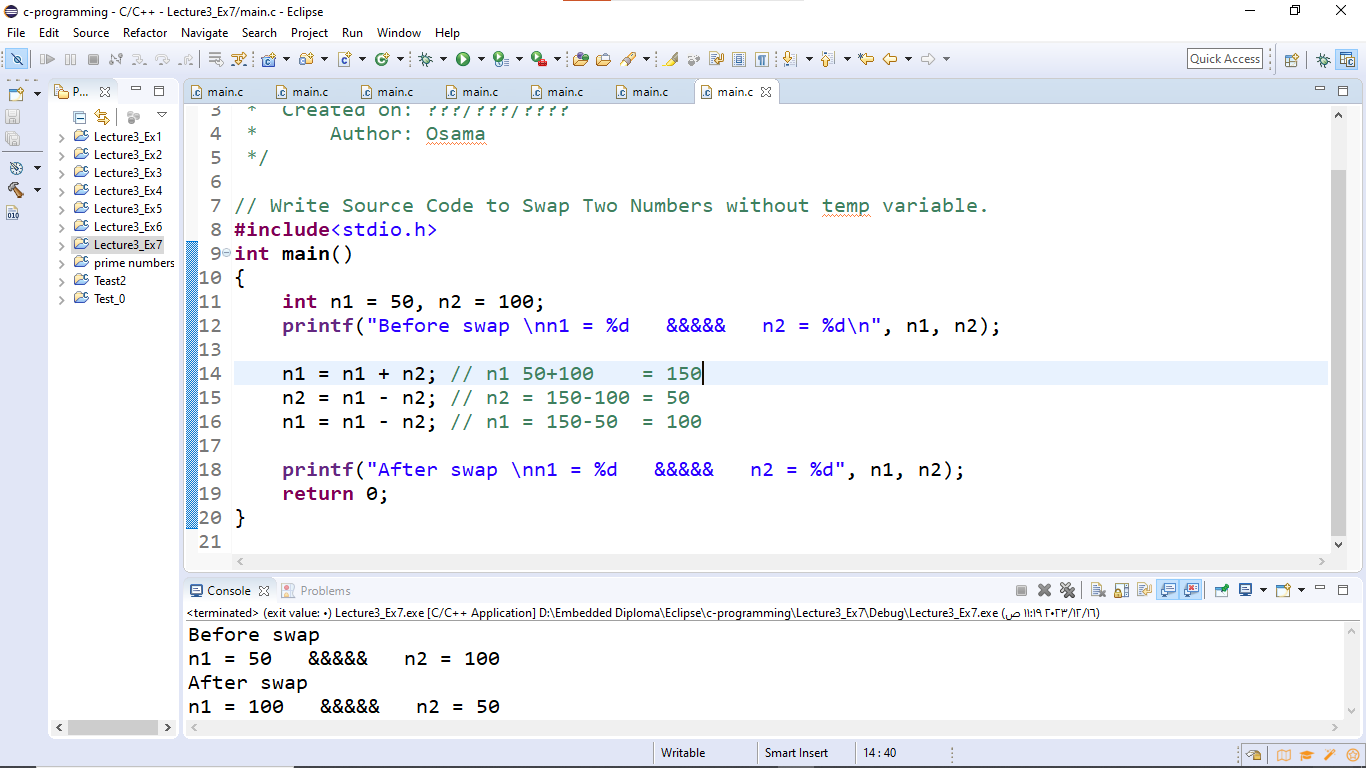 c-programming - C/C++ - Lecture3_Ex7/main.c - Eclipse
File Edit Source Refactor Navigate Search Project Run Window Help
Quick Access
P...
main.c main.c main.c main.c main.c main.c main.c
Lecture3_Ex1
Lecture3_Ex2
Lecture3_Ex3
Lecture3_Ex4
Lecture3_Ex5
Lecture3_Ex6
Lecture3_Ex7
prime numbers
Teast2
Test_0
3 * Created on: ???/???/????
4 * Author: Osama
5 */
6
7 // Write Source Code to Swap Two Numbers without temp variable.
8 #include<stdio.h>
9 int main()
10 {
11 int n1 = 50, n2 = 100;
12 printf("Before swap \nn1 = %d   &&&&&   n2 = %d\n", n1, n2);
13
14 n1 = n1 + n2; // n1 50+100    = 150
15 n2 = n1 - n2; // n2 = 150-100 = 50
16 n1 = n1 - n2; // n1 = 150-50  = 100
17
18 printf("After swap \nn1 = %d   &&&&&   n2 = %d", n1, n2);
19 return 0;
20 }
21
Console Problems
<terminated> (exit value: ٠) Lecture3_Ex7.exe [C/C++ Application] D:\Embedded Diploma\Eclipse\c-programming\Lecture3_Ex7\Debug\Lecture3_Ex7.exe (٢٠٢٣/١٢/١٦ ١١:١٩ ص)
Before swap
n1 = 50   &&&&&   n2 = 100
After swap
n1 = 100   &&&&&   n2 = 50
Writable Smart Insert 14 : 40